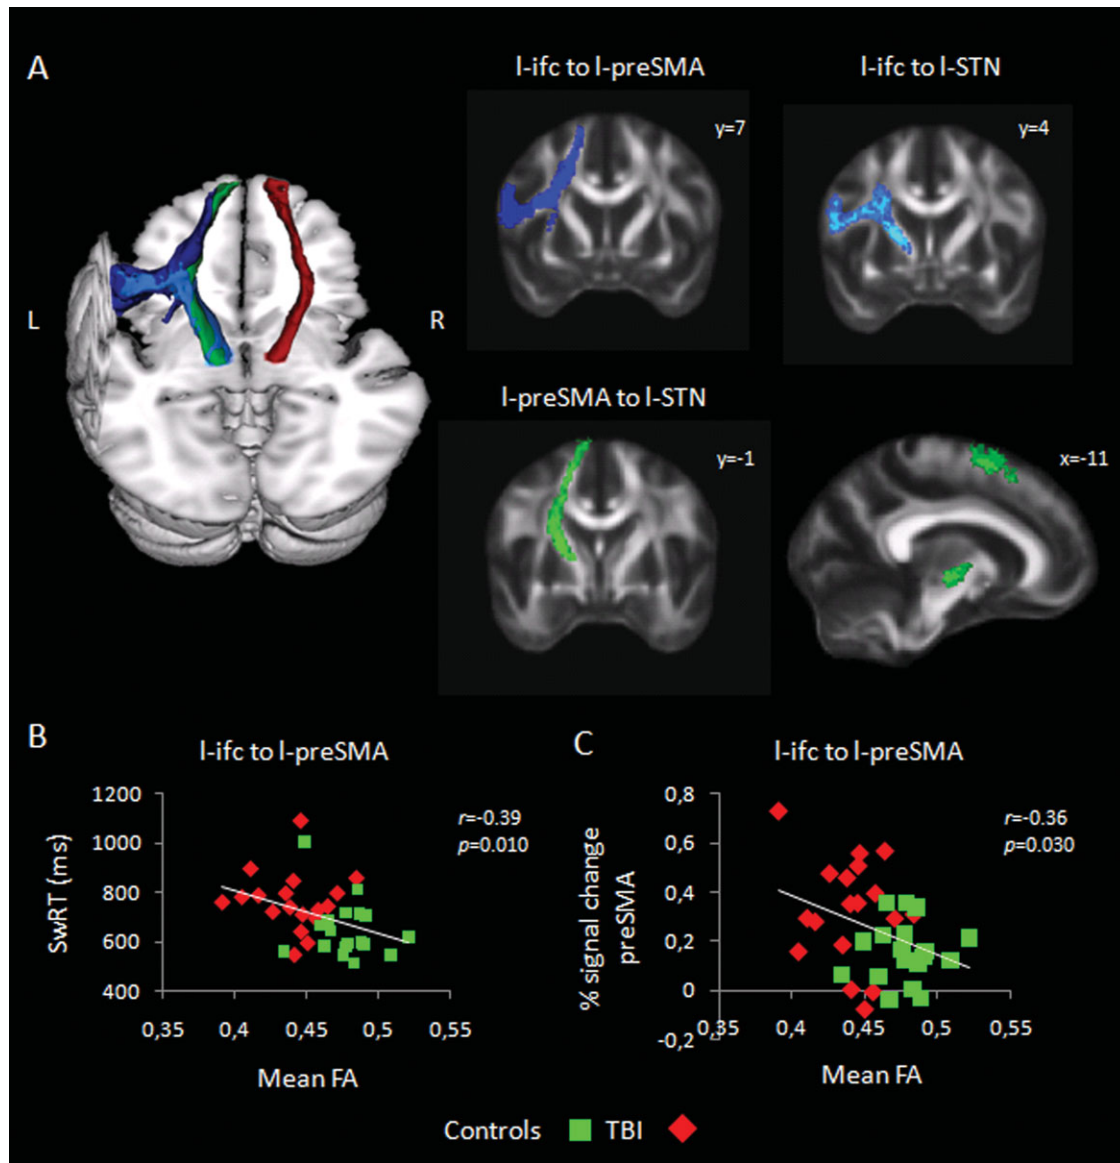 A
l-ifc to l-preSMA
l-ifc to l-STN
y=7
y=4
L
R
l-preSMA to l-STN
y=-1
x=-11
B
l-ifc to l-preSMA
SwRT (ms)
1200
1000
800
600
400
r=-0.39
p=0.010
0,35
0,4
0,45
0,5
0,55
Mean FA
C
l-ifc to l-preSMA
% signal change
preSMA
0,8
0,6
0,4
0,2
0
-0,2
r=-0.36
p=0.030
0,35
0,4
0,45
0,5
0,55
Mean FA
Controls TBI